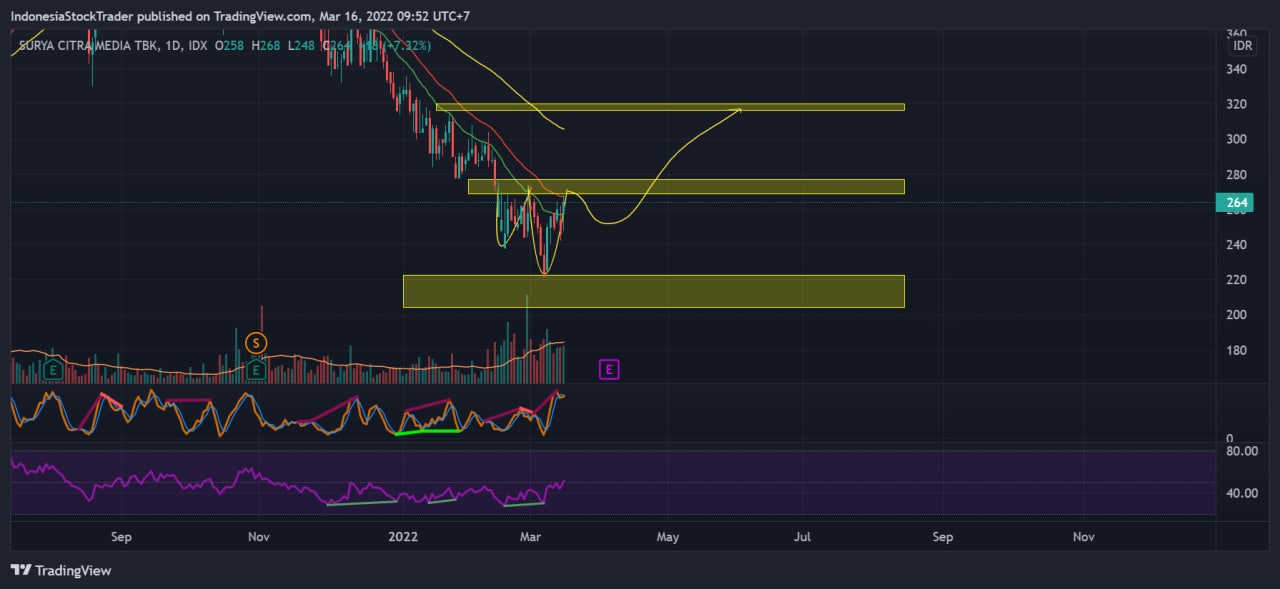 IndonesiaStockTrader published on TradingView.com, Mar 16, 2022 09:52 UTC+7
SURYA CITRA MEDIA TBK, 1D, IDX O258 H268 L248 C264 +18 (+7.32%)
360
IDR
340
320
300
280
264
260
240
220
200
180
S
E
E
E
0
80.00
40.00
Sep
Nov
2022
Mar
May
Jul
Sep
Nov
TradingView